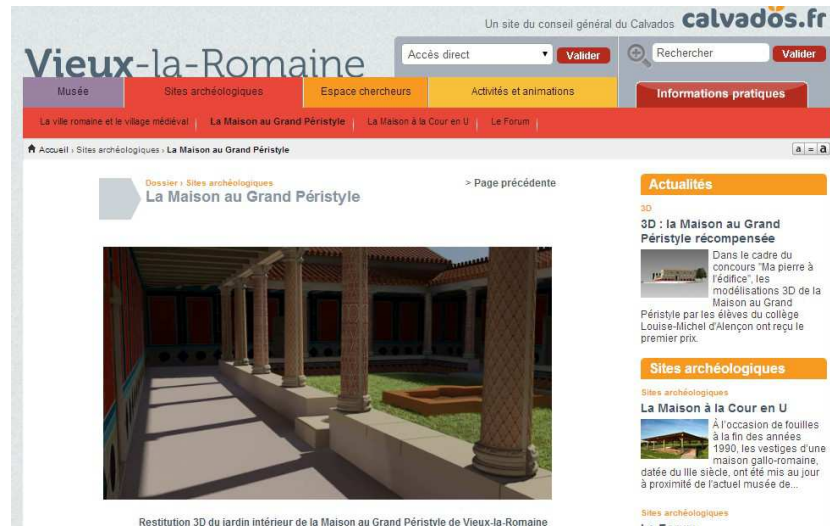 Un site du conseil général du Calvados calvados.fr
Vieux-la-Romaine
Accès direct Valider
Rechercher Valider
Musée Sites archéologiques Espace chercheurs Activités et animations Informations pratiques
La ville romaine et le village médiéval La Maison au Grand Péristyle La Maison à la Cour en U Le Forum
Accueil › Sites archéologiques › La Maison au Grand Péristyle
a = a
Dossier › Sites archéologiques
La Maison au Grand Péristyle
> Page précédente
Restitution 3D du jardin intérieur de la Maison au Grand Péristyle de Vieux-la-Romaine
Actualités
3D
3D : la Maison au Grand
Péristyle récompensée
Dans le cadre du
concours "Ma pierre à
l'édifice", les
modélisations 3D de la
Maison au Grand
Péristyle par les élèves du collège
Louise-Michel d'Alençon ont reçu le
premier prix.
Sites archéologiques
Sites archéologiques
La Maison à la Cour en U
À l'occasion de fouilles
à la fin des années
1990, les vestiges d'une
maison gallo-romaine,
datée du IIIe siècle, ont été mis au jour
à proximité de l'actuel musée de...
Sites archéologiques